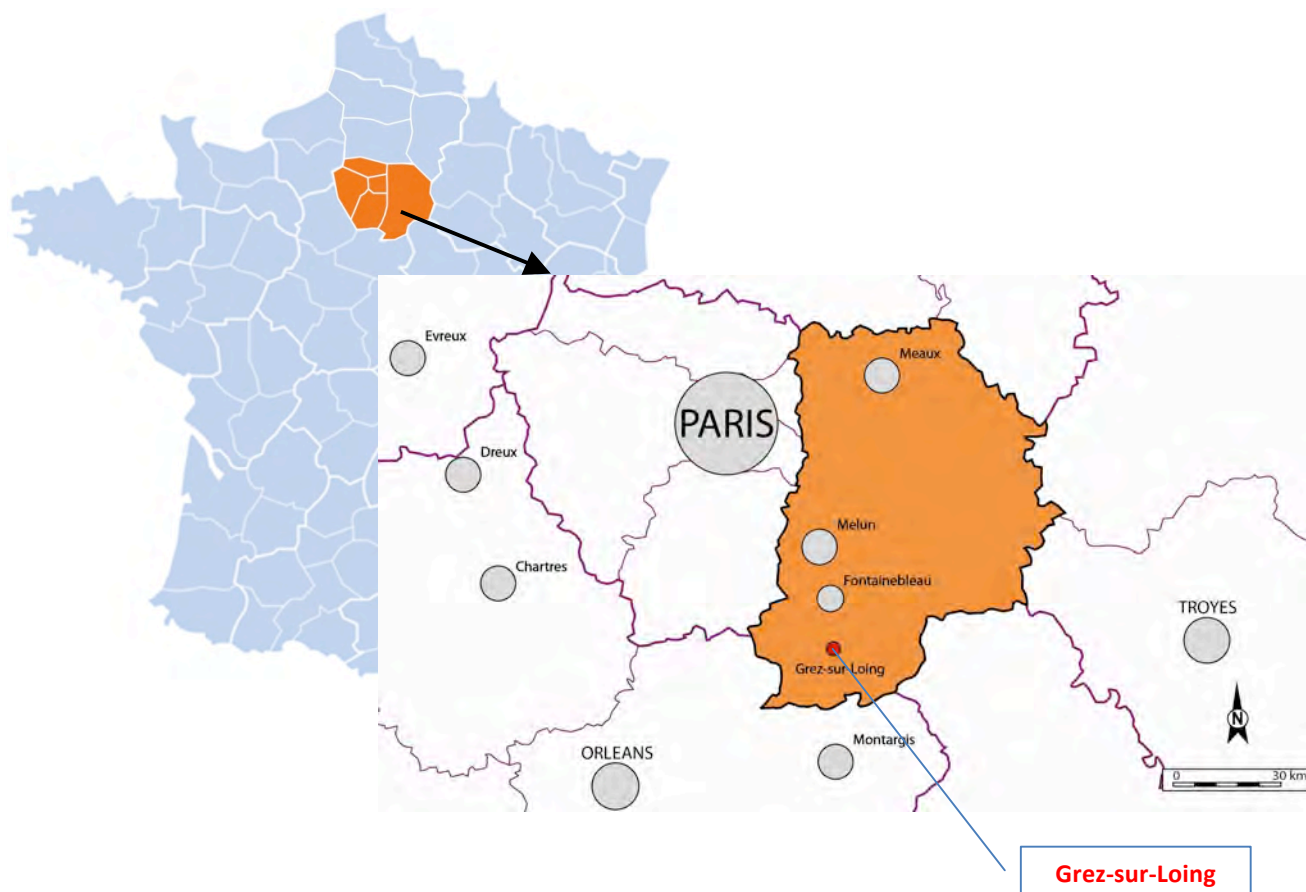 Evreux
Meaux
PARIS
Dreux
Melun
Chartres
Fontainebleau
TROYES
Grez-sur-Loing
N
Montargis
ORLEANS
0 30 km
Grez-sur-Loing